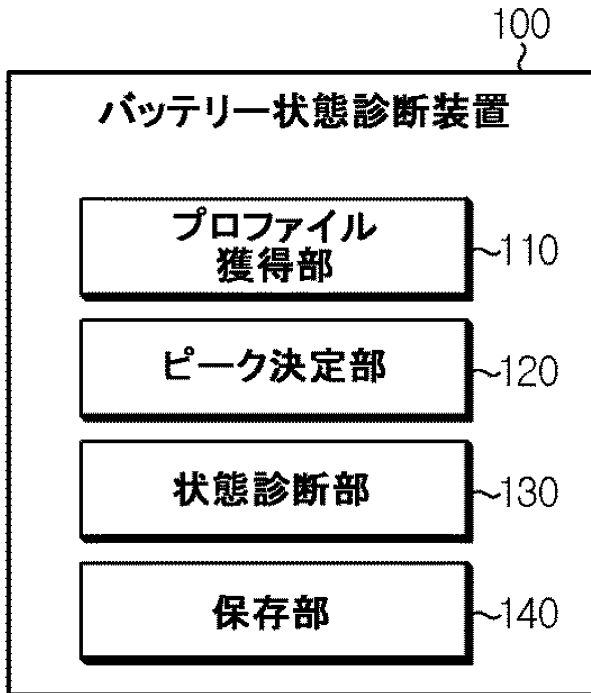 100
バッテリー状態診断装置
プロファイル
獲得部
110
ピーク決定部
120
状態診断部
130
保存部
140